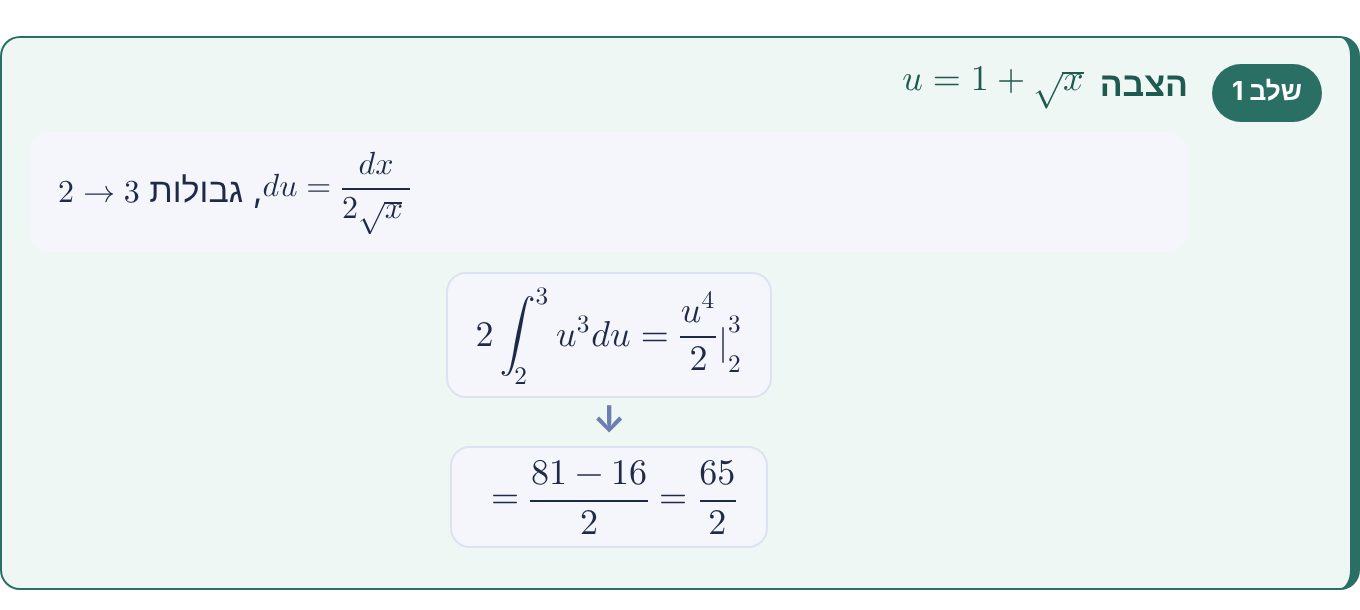 שלב 1
הצבה u = 1 + √x
du = dx/(2√x), גבולות 2 → 3
2∫₂³ u³du = u⁴/2 |₂³
↓
= (81 − 16)/2 = 65/2